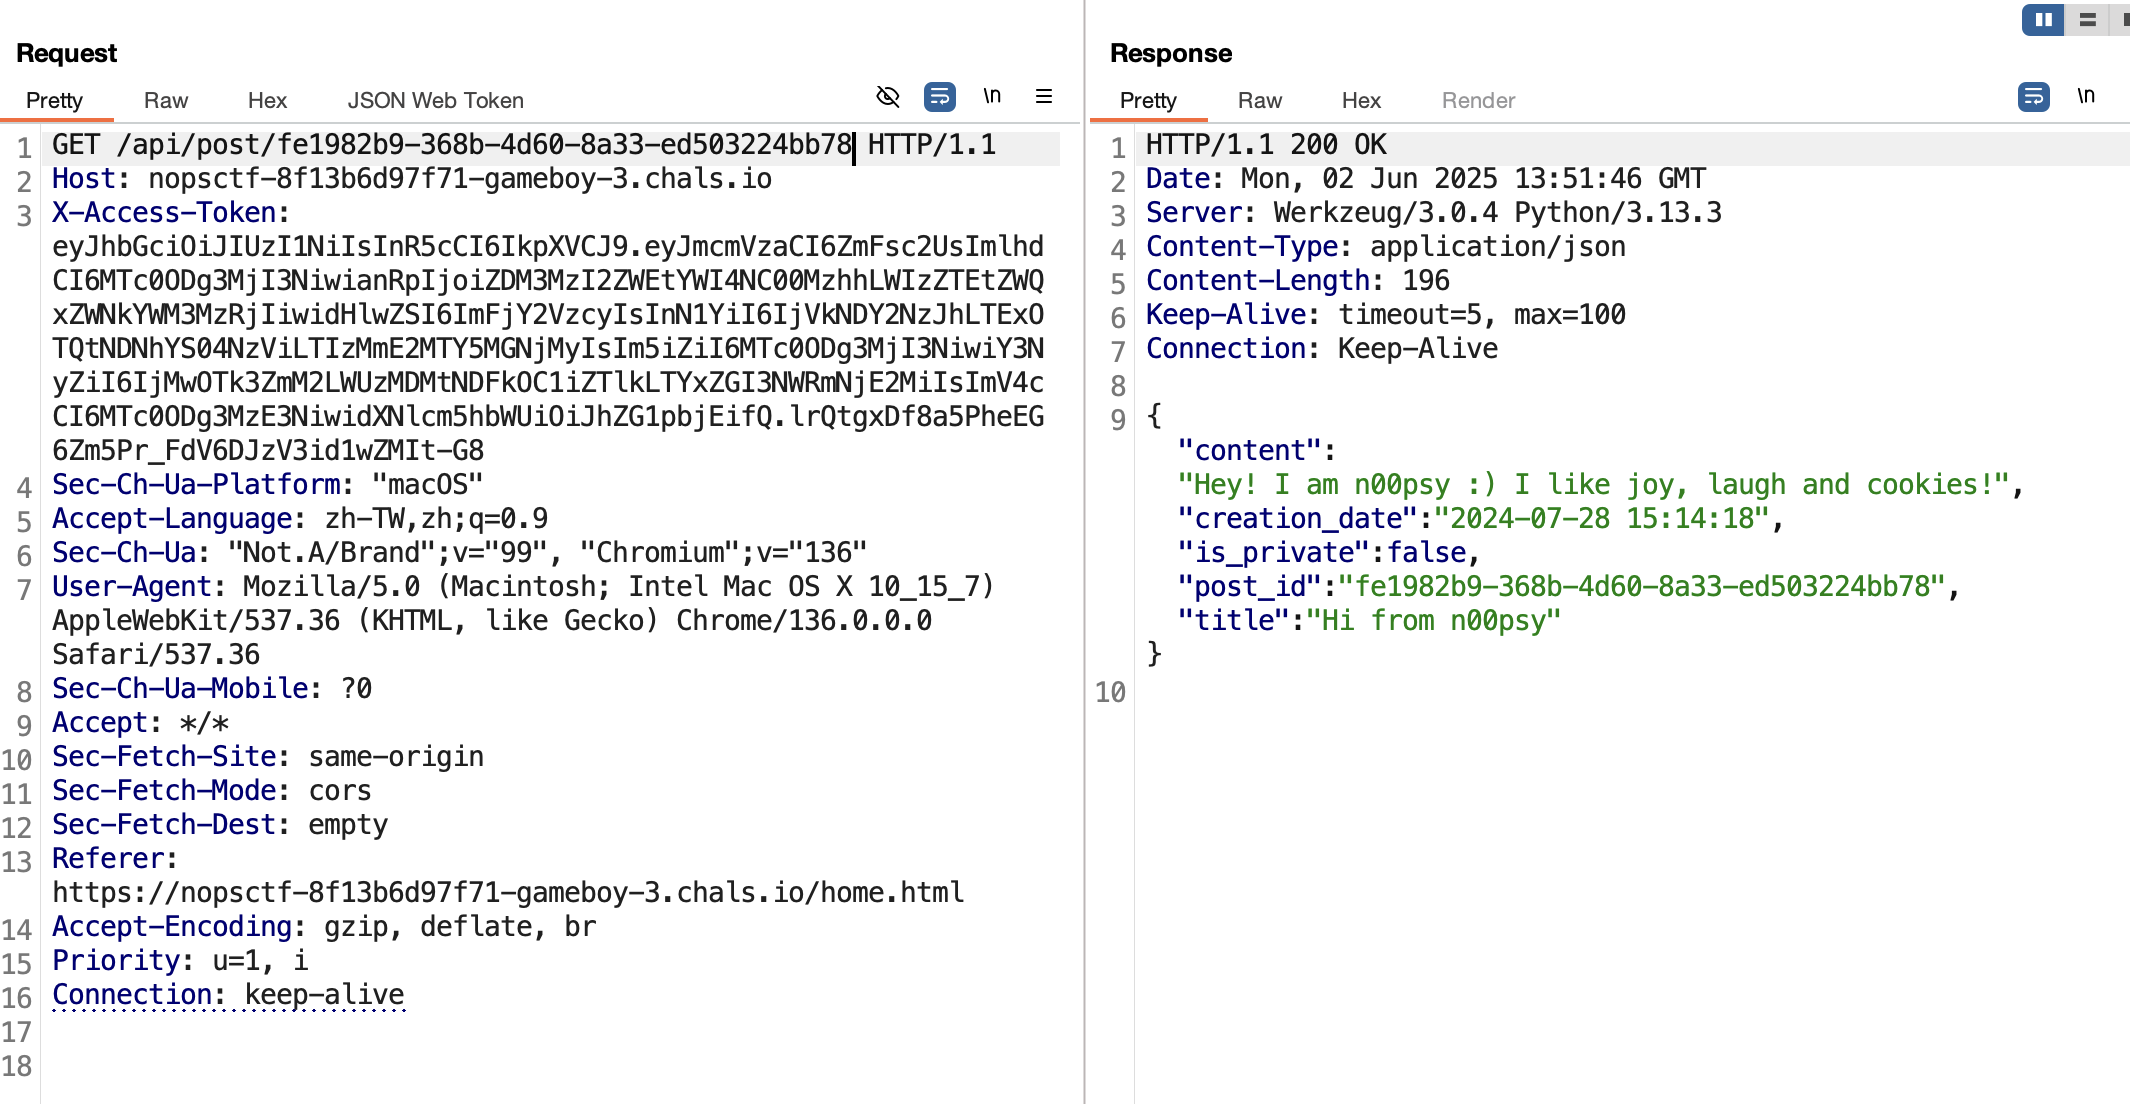 Request
Pretty Raw Hex JSON Web Token \n
1 GET /api/post/fe1982b9-368b-4d60-8a33-ed503224bb78 HTTP/1.1
2 Host: nopsctf-8f13b6d97f71-gameboy-3.chals.io
3 X-Access-Token:
eyJhbGciOiJIUzI1NiIsInR5cCI6IkpXVCJ9.eyJmcmVzaCI6ZmFsc2UsImlhd
CI6MTc0ODg3MjI3NiwianRpIjoiZDM3MzI2ZWEtYWI4NC00MzhhLWIzZTEtZWQ
xZWNkYWM3MzRjIiwidHlwZSI6ImFjY2VzcyIsInN1YiI6IjVkNDY2NzJhLTExO
TQtNDNhYS04NzViLTIzMmE2MTY5MGNjMyIsIm5iZiI6MTc0ODg3MjI3NiwiY3N
yZiI6IjMwOTk3ZmM2LWUzMDMtNDFkOC1iZTlkLTYxZGI3NWRmNjE2MiIsImV4c
CI6MTc0ODg3MzE3NiwidXNlcm5hbWUiOiJhZG1pbjEifQ.lrQtgxDf8a5PheEG
6Zm5Pr_FdV6DJzV3id1wZMIt-G8
4 Sec-Ch-Ua-Platform: "macOS"
5 Accept-Language: zh-TW,zh;q=0.9
6 Sec-Ch-Ua: "Not.A/Brand";v="99", "Chromium";v="136"
7 User-Agent: Mozilla/5.0 (Macintosh; Intel Mac OS X 10_15_7)
AppleWebKit/537.36 (KHTML, like Gecko) Chrome/136.0.0.0
Safari/537.36
8 Sec-Ch-Ua-Mobile: ?0
9 Accept: */*
10 Sec-Fetch-Site: same-origin
11 Sec-Fetch-Mode: cors
12 Sec-Fetch-Dest: empty
13 Referer:
https://nopsctf-8f13b6d97f71-gameboy-3.chals.io/home.html
14 Accept-Encoding: gzip, deflate, br
15 Priority: u=1, i
16 Connection: keep-alive
17
18
Response
Pretty Raw Hex Render \n
1 HTTP/1.1 200 OK
2 Date: Mon, 02 Jun 2025 13:51:46 GMT
3 Server: Werkzeug/3.0.4 Python/3.13.3
4 Content-Type: application/json
5 Content-Length: 196
6 Keep-Alive: timeout=5, max=100
7 Connection: Keep-Alive
8
9 {
"content":
"Hey! I am n00psy :) I like joy, laugh and cookies!",
"creation_date":"2024-07-28 15:14:18",
"is_private":false,
"post_id":"fe1982b9-368b-4d60-8a33-ed503224bb78",
"title":"Hi from n00psy"
}
10